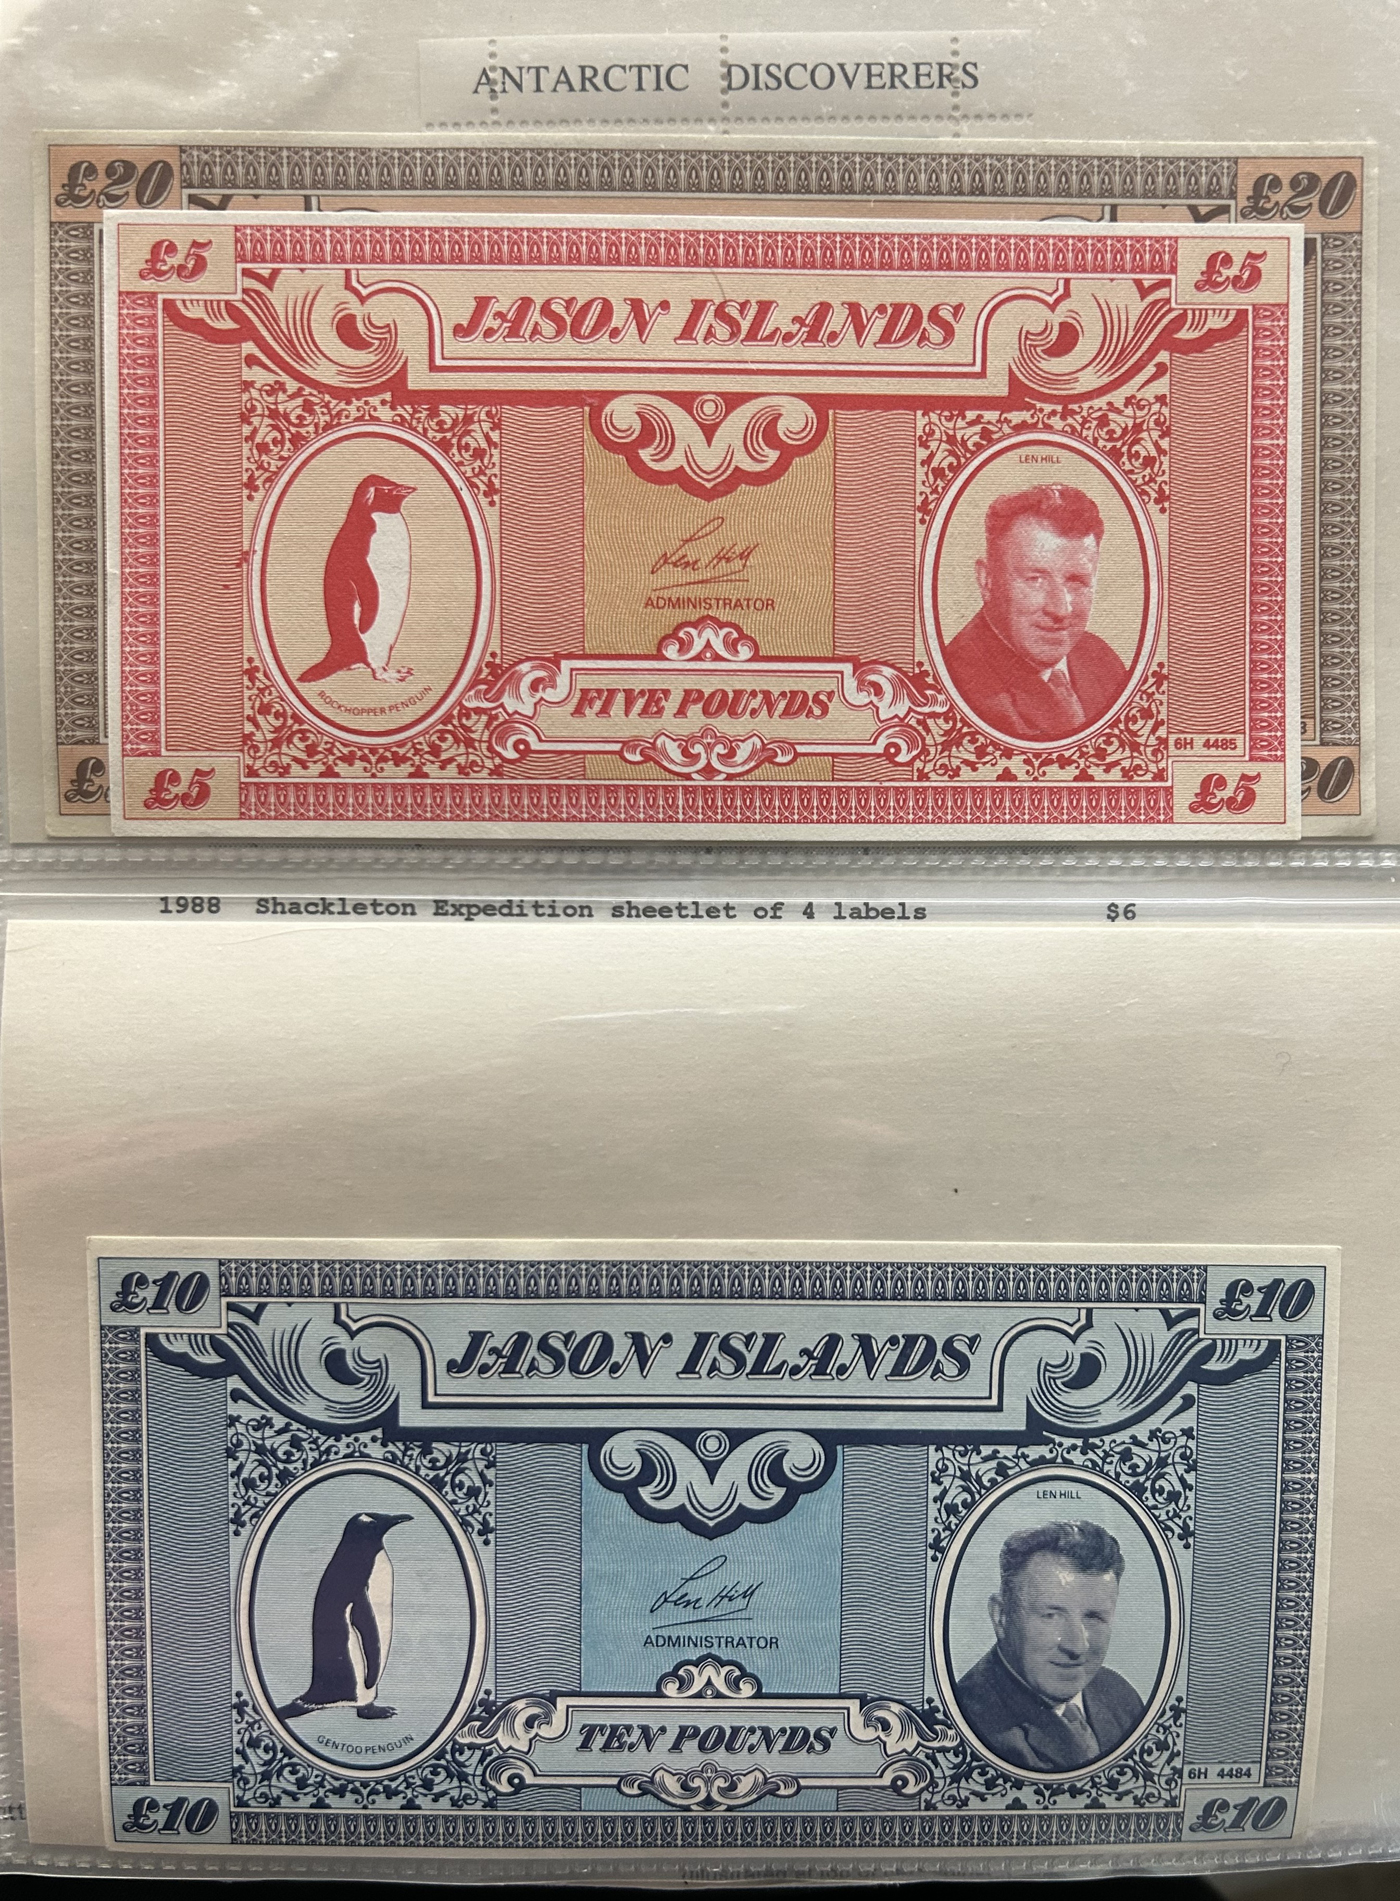 ANTARCTIC DISCOVERERS
£20 £20
£5 £5
JASON ISLANDS
LEN HILL
Len Hill
ADMINISTRATOR
ROCKHOPPER PENGUIN
FIVE POUNDS
6H 4485
£5 £5
20
1988 Shackleton Expedition sheetlet of 4 labels $6
£10 £10
JASON ISLANDS
LEN HILL
Len Hill
ADMINISTRATOR
GENTOO PENGUIN
TEN POUNDS
6H 4484
£10 £10